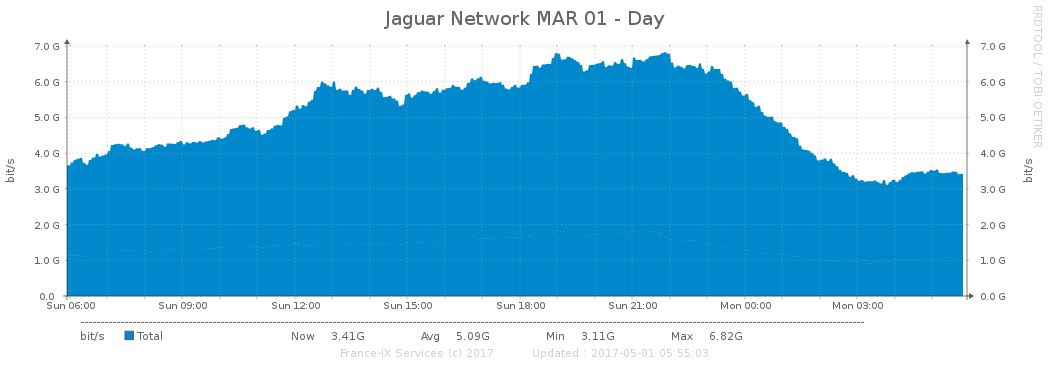 Jaguar Network MAR 01 - Day
RRDTOOL / TOBI OETIKER
bit/s
7.0 G 7.0 G
6.0 G 6.0 G
5.0 G 5.0 G
4.0 G 4.0 G
3.0 G 3.0 G
2.0 G 2.0 G
1.0 G 1.0 G
0.0 0.0 G
bit/s
Sun 06:00 Sun 09:00 Sun 12:00 Sun 15:00 Sun 18:00 Sun 21:00 Mon 00:00 Mon 03:00
bit/s Total Now 3.41G Avg 5.09G Min 3.11G Max 6.82G
France-IX Services (c) 2017 Updated : 2017-05-01 05:55:03